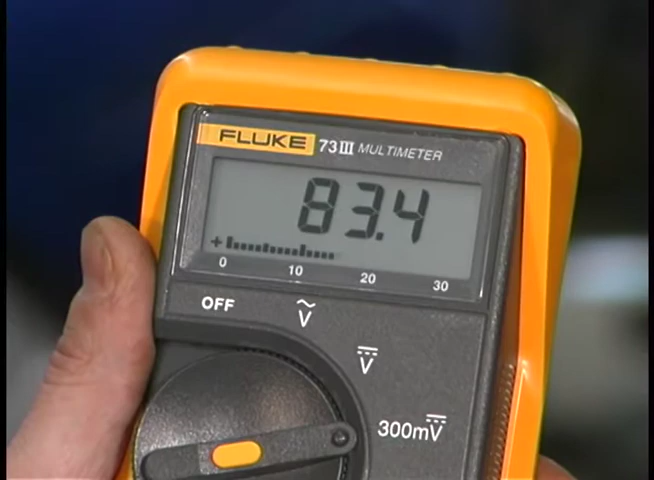 FLUKE 73III MULTIMETER
83.4
+
0 10 20 30
OFF
V
V
300mV